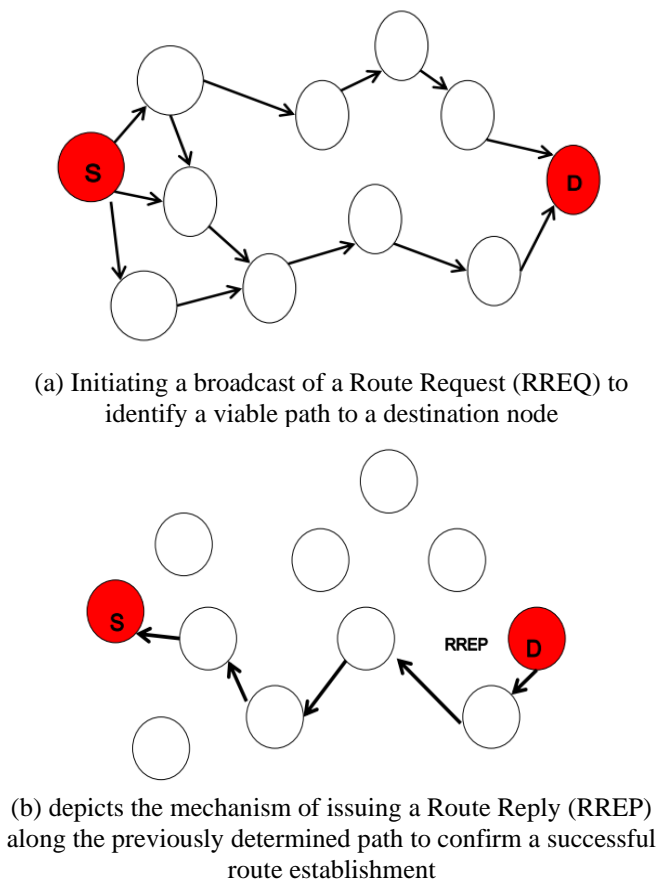 S
D
(a) Initiating a broadcast of a Route Request (RREQ) to
identify a viable path to a destination node
S
RREP
D
(b) depicts the mechanism of issuing a Route Reply (RREP)
along the previously determined path to confirm a successful
route establishment